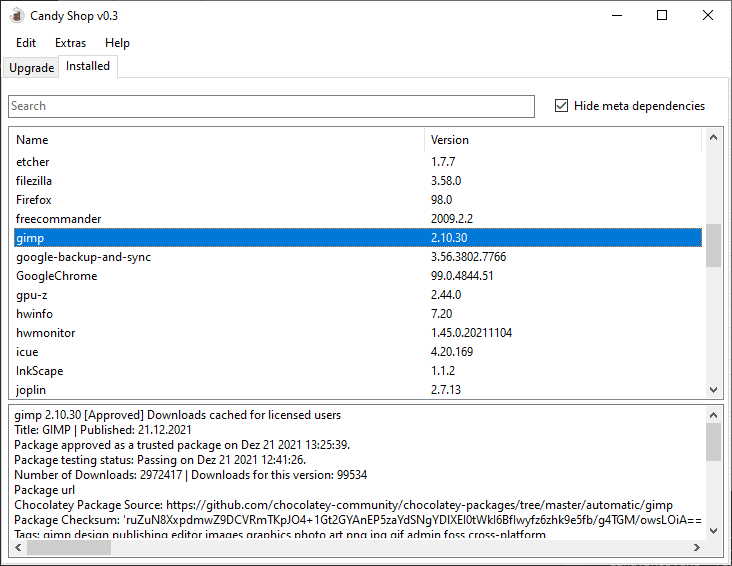 Candy Shop v0.3
Edit Extras Help
Upgrade Installed
Search Hide meta dependencies
Name Version
etcher 1.7.7
filezilla 3.58.0
Firefox 98.0
freecommander 2009.2.2
gimp 2.10.30
google-backup-and-sync 3.56.3802.7766
GoogleChrome 99.0.4844.51
gpu-z 2.44.0
hwinfo 7.20
hwmonitor 1.45.0.20211104
icue 4.20.169
InkScape 1.1.2
joplin 2.7.13
gimp 2.10.30 [Approved] Downloads cached for licensed users
Title: GIMP | Published: 21.12.2021
Package approved as a trusted package on Dez 21 2021 13:25:39.
Package testing status: Passing on Dez 21 2021 12:41:26.
Number of Downloads: 2972417 | Downloads for this version: 99534
Package url
Chocolatey Package Source: https://github.com/chocolatey-community/chocolatey-packages/tree/master/automatic/gimp
Package Checksum:
Tags: gimp design publishing editor images graphics photo art png jpg gif admin foss cross-platform